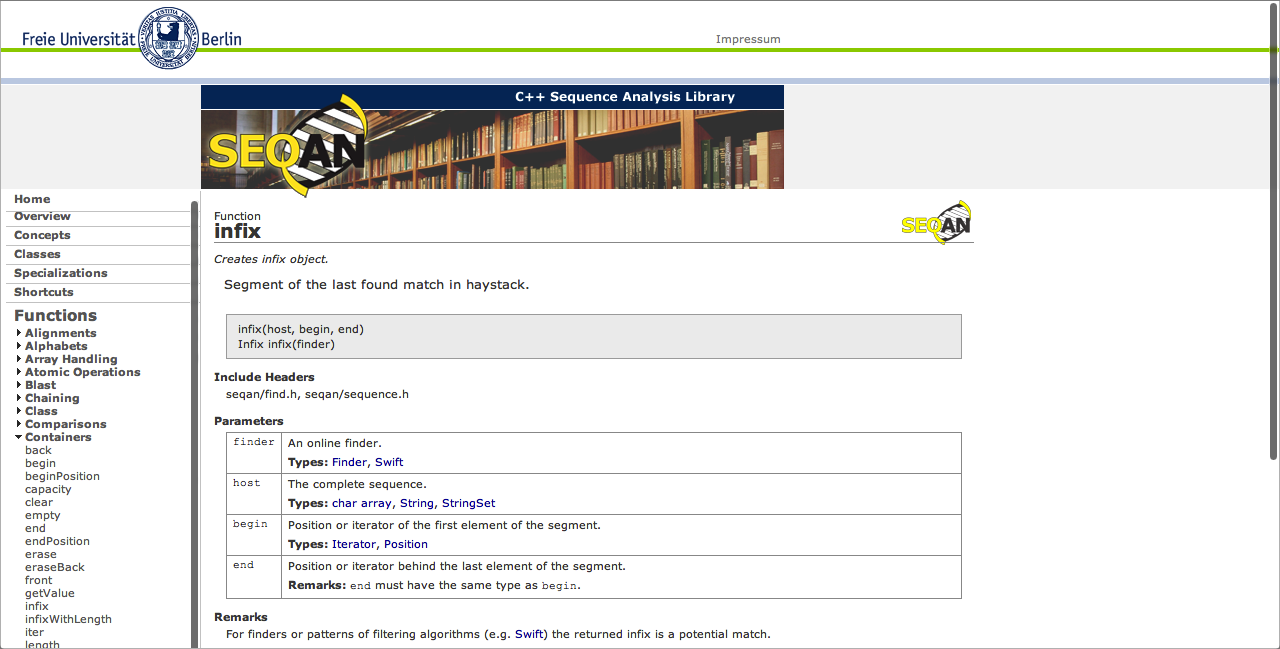 Freie Universität Berlin
Impressum
C++ Sequence Analysis Library
SEQAN
Home
Overview
Concepts
Classes
Specializations
Shortcuts
Functions
Alignments
Alphabets
Array Handling
Atomic Operations
Blast
Chaining
Class
Comparisons
Containers
back
begin
beginPosition
capacity
clear
empty
end
endPosition
erase
eraseBack
front
getValue
infix
infixWithLength
iter
length
Function
infix
SEQAN
Creates infix object.
Segment of the last found match in haystack.
infix(host, begin, end)
Infix infix(finder)
Include Headers
seqan/find.h, seqan/sequence.h
Parameters
finder An online finder.
Types: Finder, Swift
host The complete sequence.
Types: char array, String, StringSet
begin Position or iterator of the first element of the segment.
Types: Iterator, Position
end Position or iterator behind the last element of the segment.
Remarks: end must have the same type as begin.
Remarks
For finders or patterns of filtering algorithms (e.g. Swift) the returned infix is a potential match.